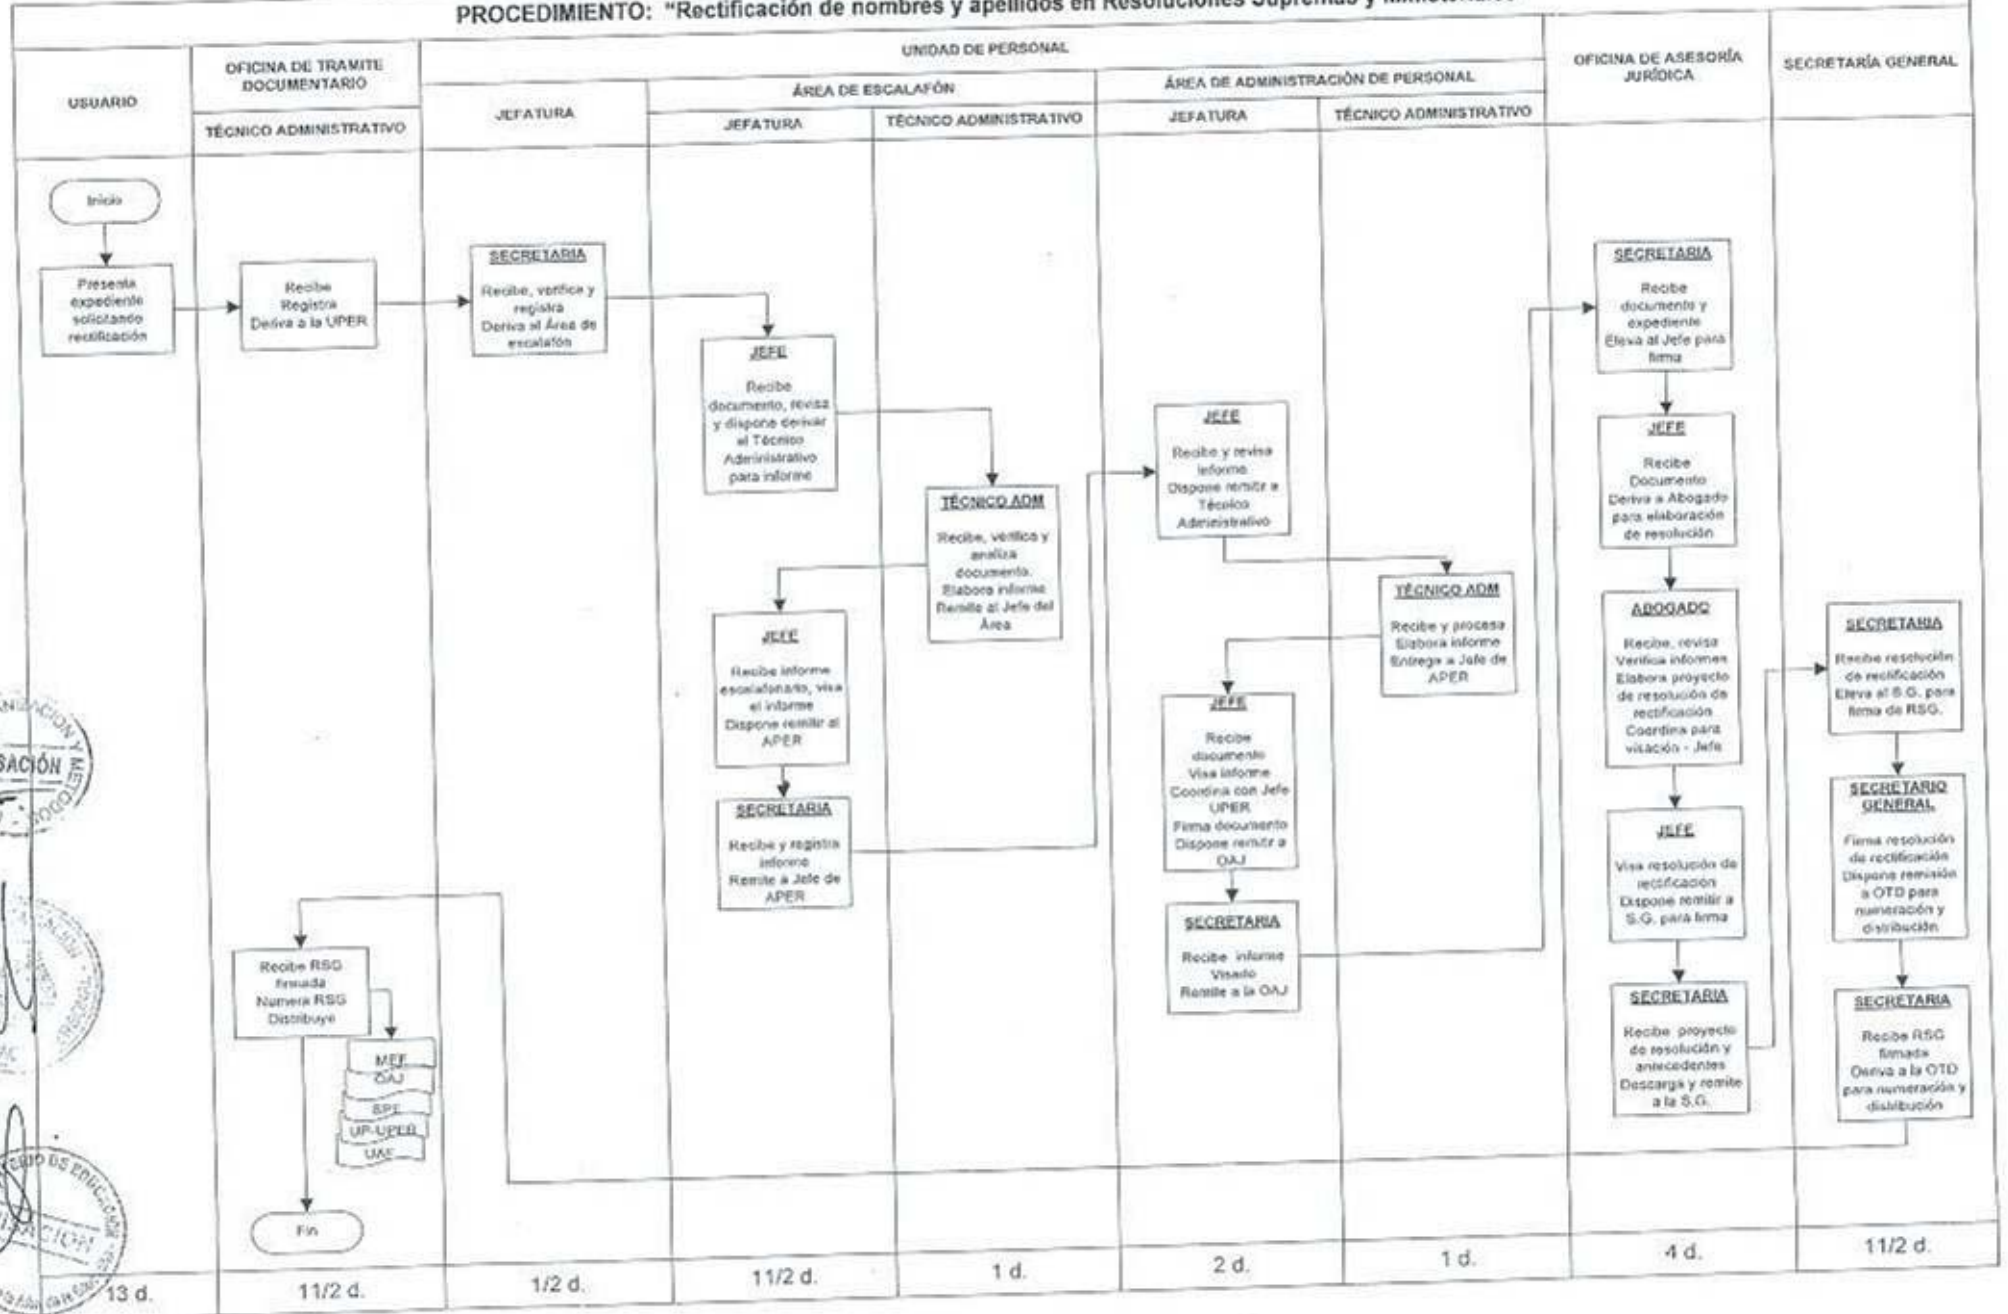 PROCEDIMIENTO: "Rectificación de nombres y apellidos en Resoluciones Supremas y
USUARIO
OFICINA DE TRAMITE
DOCUMENTARIO
TÉCNICO ADMINISTRATIVO
UNIDAD DE PERSONAL
JEFATURA
ÁREA DE ESCALAFÓN
JEFATURA
TÉCNICO ADMINISTRATIVO
ÁREA DE ADMINISTRACIÓN DE PERSONAL
JEFATURA
TÉCNICO ADMINISTRATIVO
OFICINA DE ASESORÍA
JURÍDICA
SECRETARÍA GENERAL
Inicio
Presenta
expediente
solicitando
rectificación
Recibe
Registra
Deriva a la UPER
SECRETARIA
Recibe, verifica y
registra
Deriva al Área de
escalafón
JEFE
Recibe
documento, revisa
y dispone derivar
al Técnico
Administrativo
para informe
TÉCNICO ADM
Recibe, verifica y
analiza
documento.
Elabora informe
Remite al Jefe del
Área
JEFE
Recibe informe
escalafonario, visa
el informe
Dispone remitir al
APER
SECRETARIA
Recibe y registra
informe
Remite a Jefe de
APER
JEFE
Recibe y revisa
informe
Dispone remitir a
Técnico
Administrativo
TÉCNICO ADM
Recibe y procesa
Elabora informe
Entrega a Jefe de
APER
JEFE
Recibe
documento
Visa informe
Coordina con Jefe
UPER
Firma documento
Dispone remitir a
OAJ
SECRETARIA
Recibe informe
Visado
Remite a la OAJ
SECRETARIA
Recibe
documento y
expediente
Eleva al Jefe para
firma
JEFE
Recibe
Documento
Deriva a Abogado
para elaboración
de resolución
ABOGADO
Recibe, revisa
Verifica informes
Elabora proyecto
de resolución de
rectificación
Coordina para
visación - Jefe
JEFE
Visa resolución de
rectificación
Dispone remitir a
S.G. para firma
SECRETARIA
Recibe proyecto
de resolución y
antecedentes
Descarga y remite
a la S.G.
SECRETARIA
Recibe resolución
de rectificación
Eleva al S.G. para
firma de RSG.
SECRETARIO
GENERAL
Firma resolución
de rectificación
Dispone remisión
a OTD para
numeración y
distribución
SECRETARIA
Recibe RSG
firmada
Deriva a la OTD
para numeración y
distribución
Recibe RSG
firmada
Numera RSG
Distribuye
MEF
OAJ
UP-UPER
Fin
13 d.
11/2 d.
1/2 d.
11/2 d.
1 d.
2 d.
1 d.
4 d.
11/2 d.